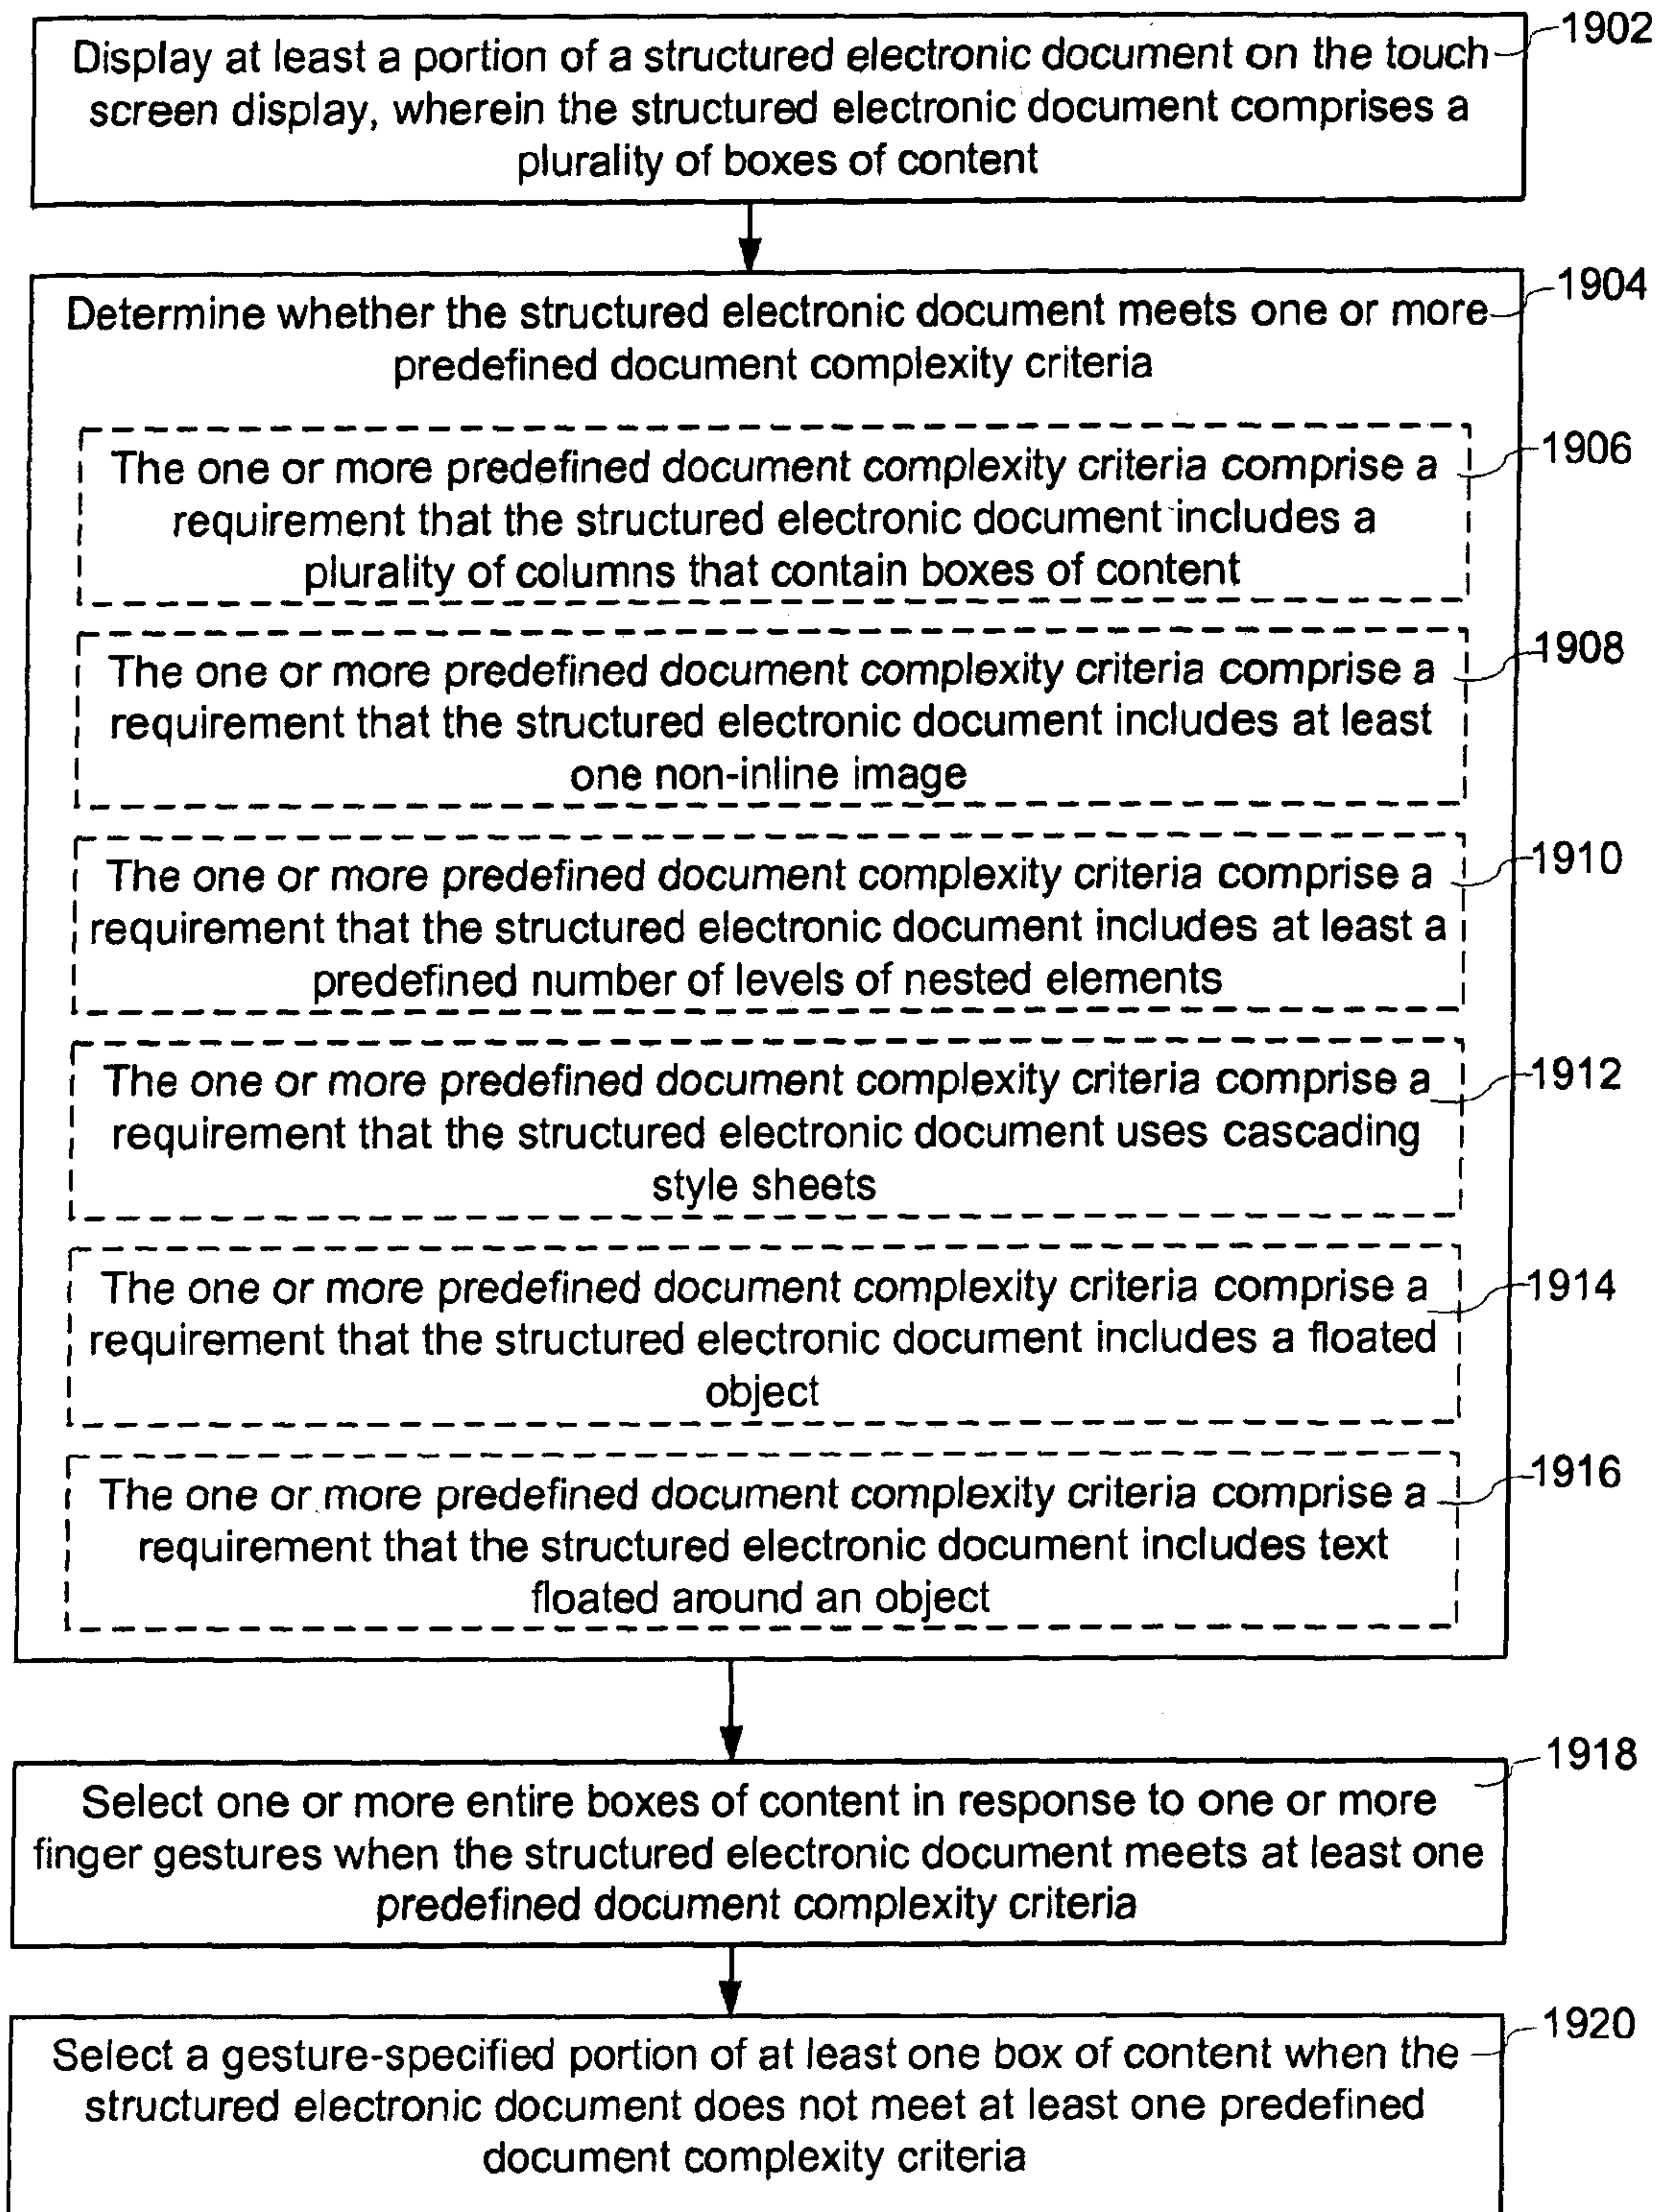 1902
Display at least a portion of a structured electronic document on the touch
screen display, wherein the structured electronic document comprises a
plurality of boxes of content
1904
Determine whether the structured electronic document meets one or more
predefined document complexity criteria
1906
The one or more predefined document complexity criteria comprise a
requirement that the structured electronic document includes a
plurality of columns that contain boxes of content
1908
The one or more predefined document complexity criteria comprise a
requirement that the structured electronic document includes at least
one non-inline image
1910
The one or more predefined document complexity criteria comprise a
requirement that the structured electronic document includes at least a
predefined number of levels of nested elements
1912
The one or more predefined document complexity criteria comprise a
requirement that the structured electronic document uses cascading
style sheets
1914
The one or more predefined document complexity criteria comprise a
requirement that the structured electronic document includes a floated
object
1916
The one or more predefined document complexity criteria comprise a
requirement that the structured electronic document includes text
floated around an object
1918
Select one or more entire boxes of content in response to one or more
finger gestures when the structured electronic document meets at least one
predefined document complexity criteria
1920
Select a gesture-specified portion of at least one box of content when the
structured electronic document does not meet at least one predefined
document complexity criteria